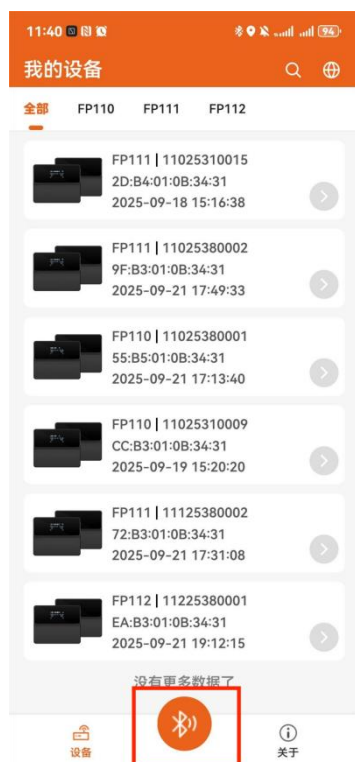 11:40 94
我的设备
全部 FP110 FP111 FP112
FP111 | 11025310015
2D:B4:01:0B:34:31
2025-09-18 15:16:38
FP111 | 11025380002
9F:B3:01:0B:34:31
2025-09-21 17:49:33
FP110 | 11025380001
55:B5:01:0B:34:31
2025-09-21 17:13:40
FP110 | 11025310009
CC:B3:01:0B:34:31
2025-09-19 15:20:20
FP111 | 11125380002
72:B3:01:0B:34:31
2025-09-21 17:31:08
FP112 | 11225380001
EA:B3:01:0B:34:31
2025-09-21 19:12:15
没有更多数据了
设备 关于